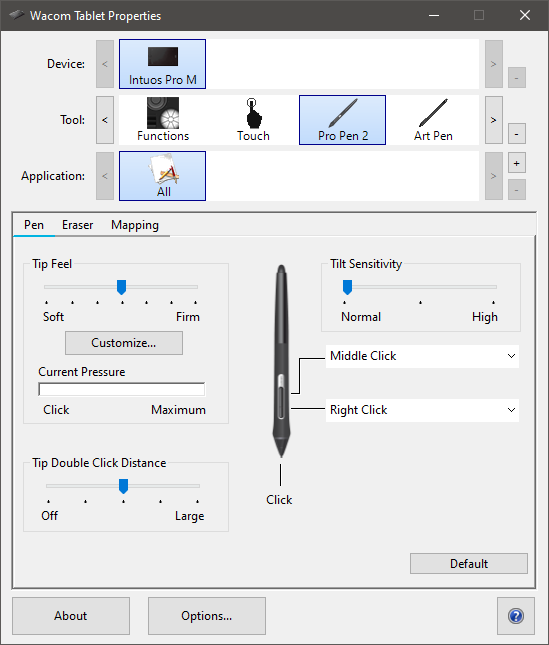 Wacom Tablet Properties
Device:
<
Intuos Pro M
>
-
Tool:
<
Functions
Touch
Pro Pen 2
Art Pen
>
-
Application:
<
All
>
+
-
Pen Eraser Mapping
Tip Feel
Soft Firm
Customize...
Current Pressure
Click Maximum
Tilt Sensitivity
Normal High
Middle Click
Right Click
Tip Double Click Distance
Off Large
Click
Default
About
Options...
?